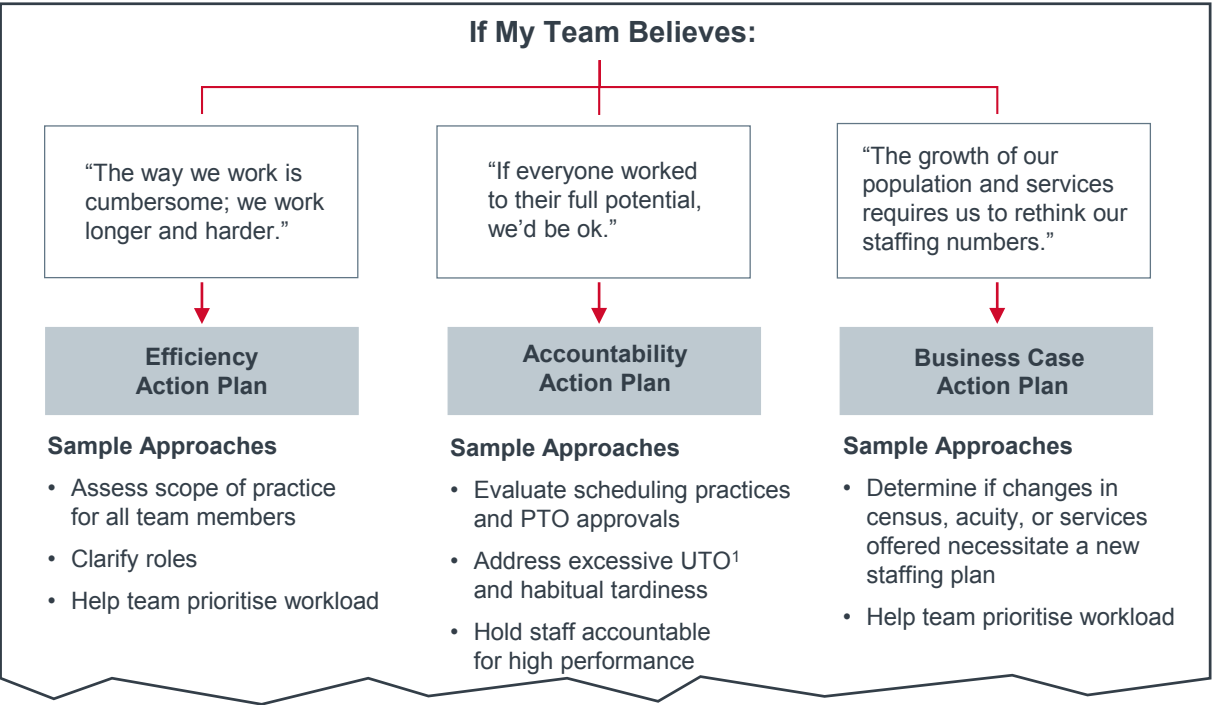 If My Team Believes:
“The way we work is
cumbersome; we work
longer and harder.”
“If everyone worked
to their full potential,
we’d be ok.”
“The growth of our
population and services
requires us to rethink our
staffing numbers.”
Efficiency
Action Plan
Accountability
Action Plan
Business Case
Action Plan
Sample Approaches
• Assess scope of practice
for all team members
• Clarify roles
• Help team prioritise workload
Sample Approaches
• Evaluate scheduling practices
and PTO approvals
• Address excessive UTO¹
and habitual tardiness
• Hold staff accountable
for high performance
Sample Approaches
• Determine if changes in
census, acuity, or services
offered necessitate a new
staffing plan
• Help team prioritise workload